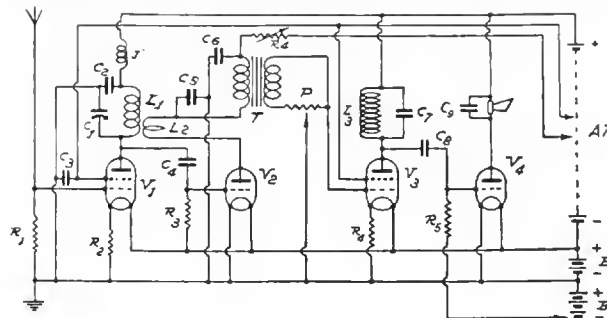 C6
R4
J
C2
L1
C5
T
P
L3
C7
C9
C1
L2
C8
C3
V1
C4
V2
V3
V4
R1
R2
R3
R6
R5
+
−
+
−
+
−